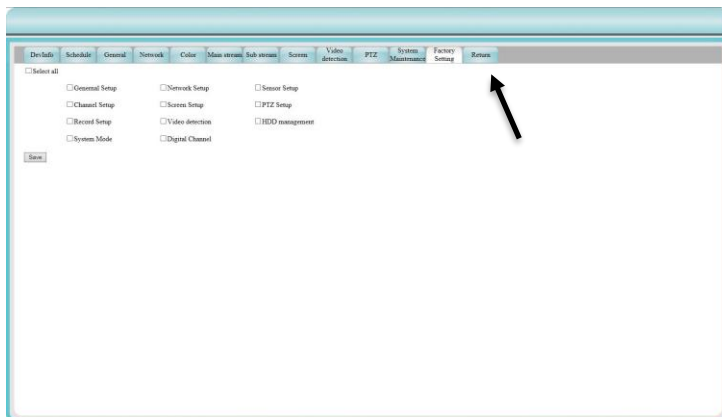 DevInfo Schedule General Network Color Main stream Sub stream Screen Video detection PTZ System Maintenance Factory Setting Return
Select all
Genenal Setup Network Setup Sensor Setup
Channel Setup Screen Setup PTZ Setup
Record Setup Video detection HDD management
System Mode Digital Channel
Save